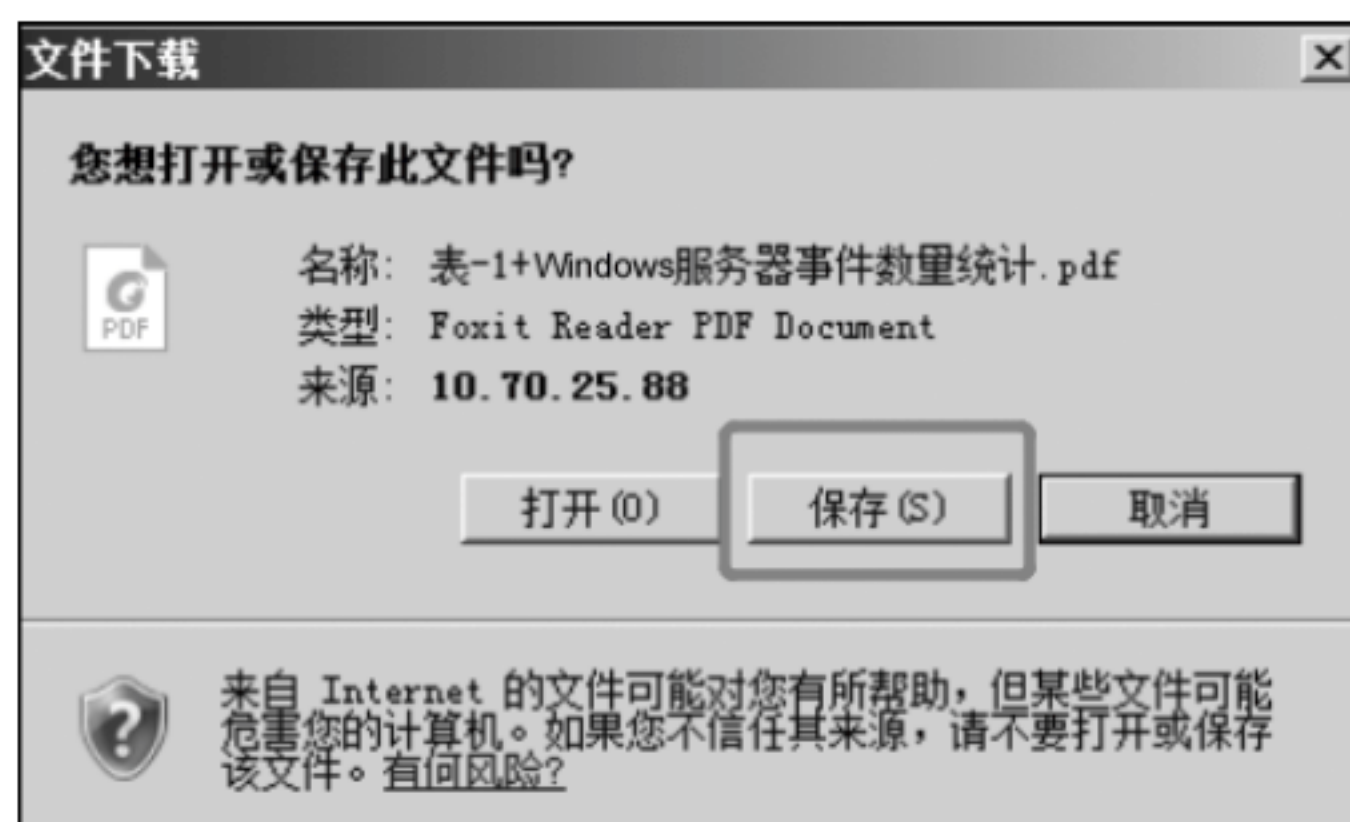 文件下载
您想打开或保存此文件吗?
PDF
名称: 表-1+Windows服务器事件数量统计.pdf
类型: Foxit Reader PDF Document
来源: 10.70.25.88
打开(O) 保存(S) 取消
来自 Internet 的文件可能对您有所帮助，但某些文件可能
危害您的计算机。如果您不信任其来源，请不要打开或保存
该文件。有何风险?